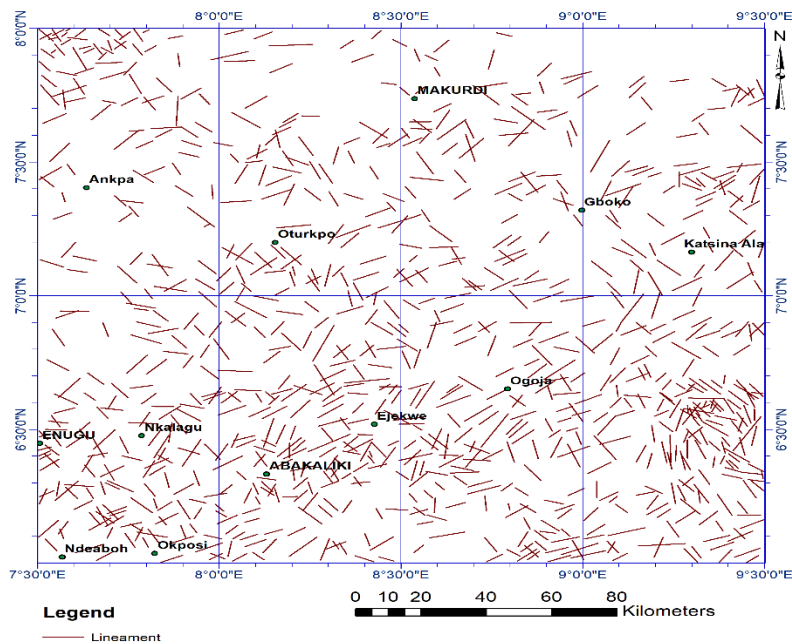 8°0'0"N
7°30'0"N
7°0'0"N
6°30'0"N
N
MAKURDI
Ankpa
Gboko
Oturkpo
Katsina Ala
Ogoja
Ejekwe
Nkalagu
ENUGU
ABAKALIKI
Okposi
Ndeaboh
7°30'0"E
8°0'0"E
8°30'0"E
9°0'0"E
9°30'0"E
8°0'0"E
8°30'0"E
9°0'0"E
9°30'0"E
8°0'0"N
7°30'0"N
7°0'0"N
6°30'0"N
Legend
Lineament
0 10 20 40 60 80
Kilometers